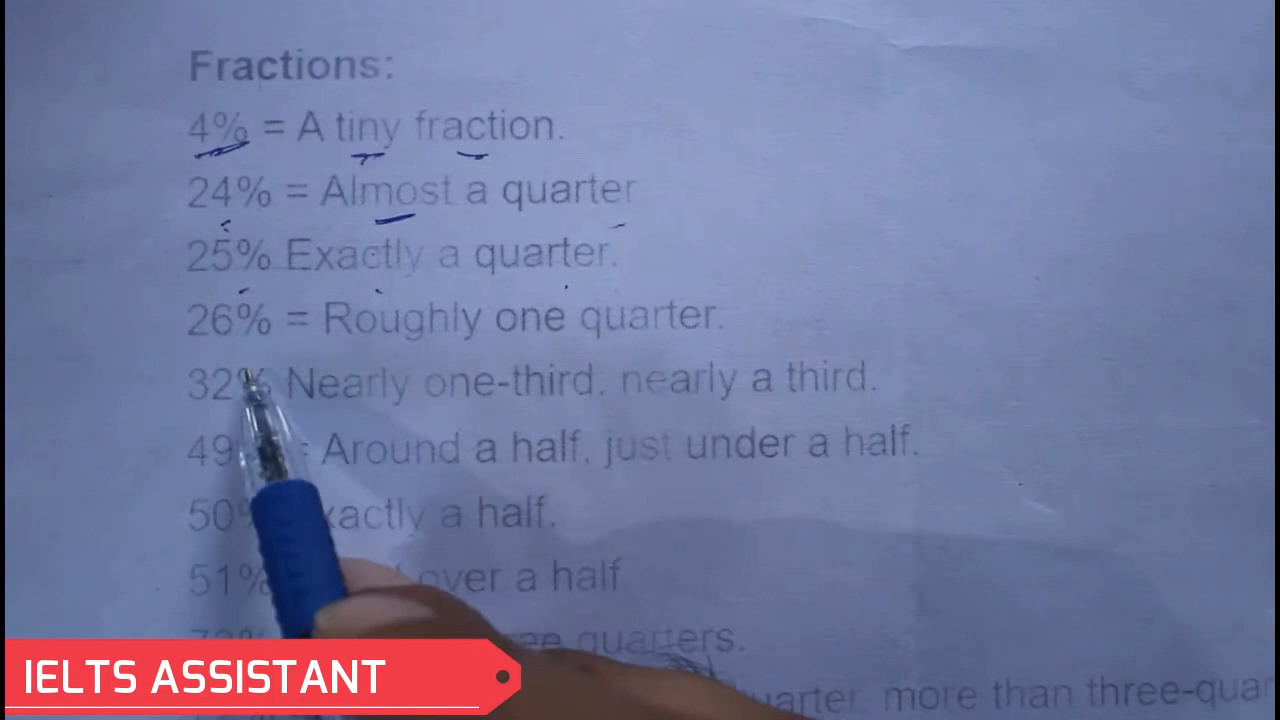 Fractions:
4% = A tiny fraction.
24% = Almost a quarter
25% Exactly a quarter.
26% = Roughly one quarter.
32% Nearly one-third, nearly a third.
49 = Around a half, just under a half.
50% xactly a half.
51% over a half
quarters.
uarter, more than three-quar
IELTS ASSISTANT